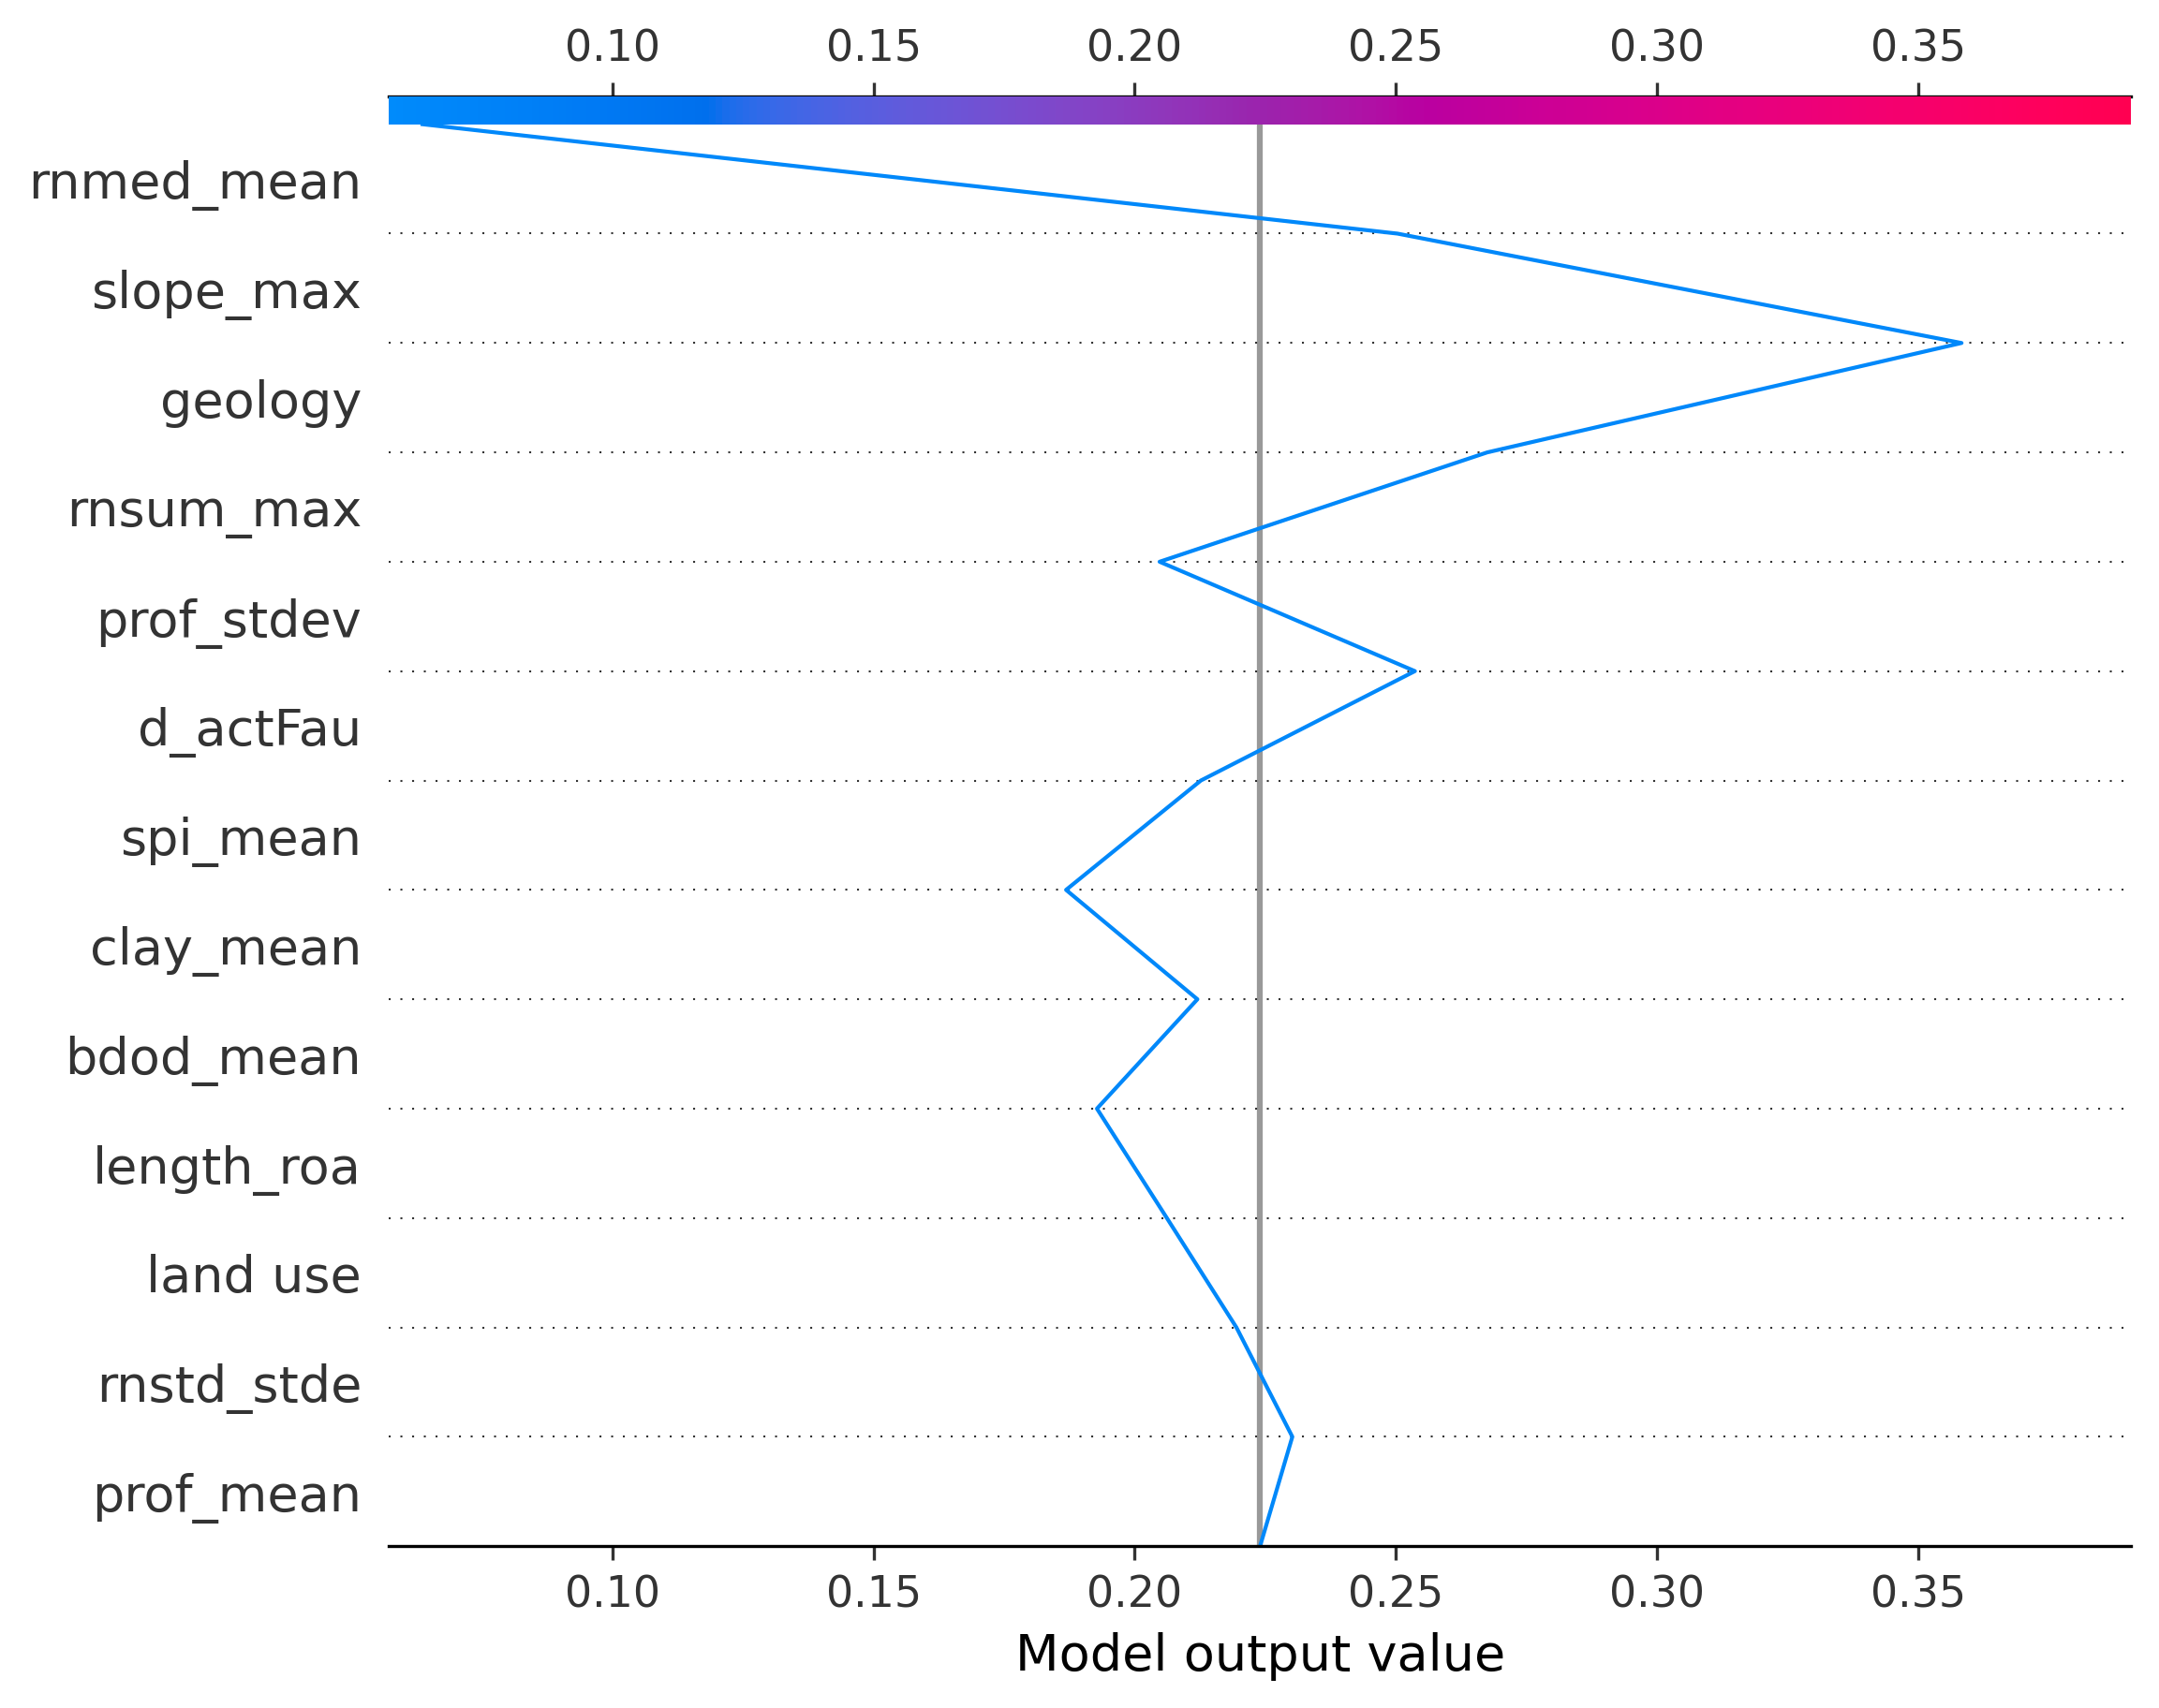 0.10 0.15 0.20 0.25 0.30 0.35
rnmed_mean
slope_max
geology
rnsum_max
prof_stdev
d_actFau
spi_mean
clay_mean
bdod_mean
length_roa
land use
rnstd_stde
prof_mean
0.10 0.15 0.20 0.25 0.30 0.35
Model output value